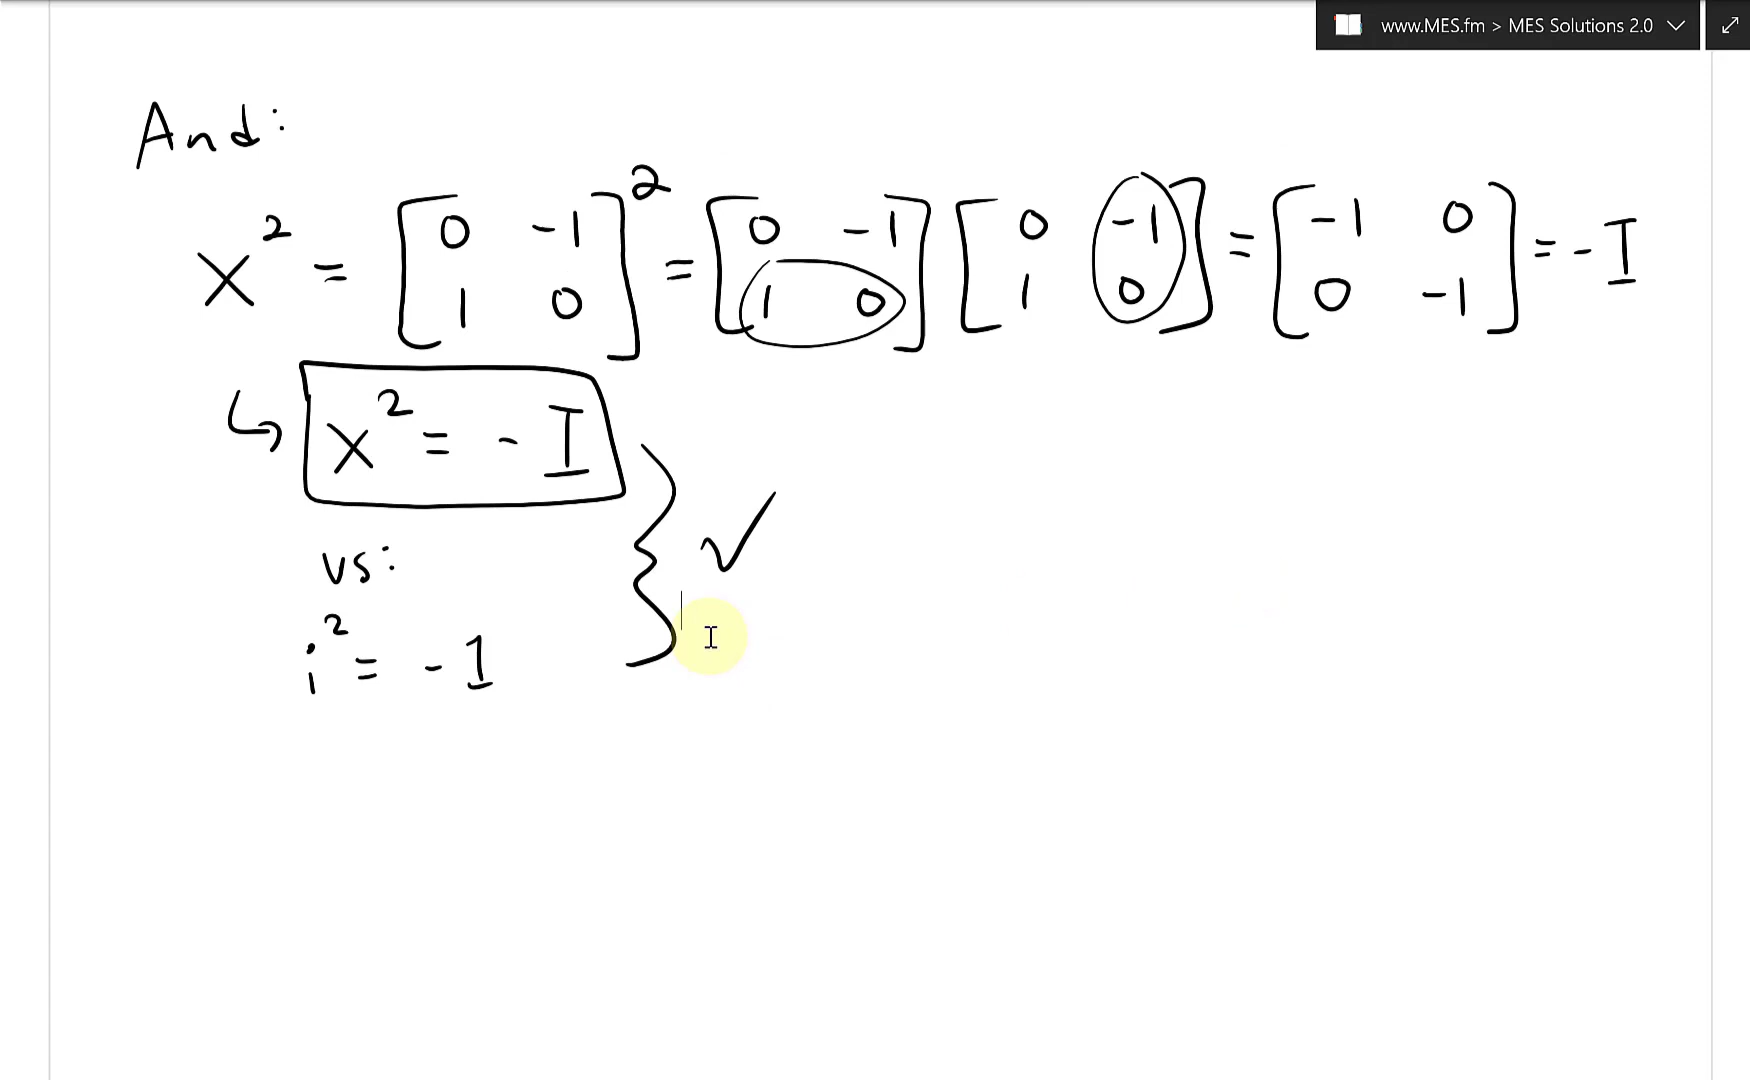 www.MES.fm > MES Solutions 2.0
And:
X² = [0 -1; 1 0]² = [0 -1; 1 0] [0 -1; 1 0] = [-1 0; 0 -1] = -I
↳ X² = -I
vs: ✓
i² = -1